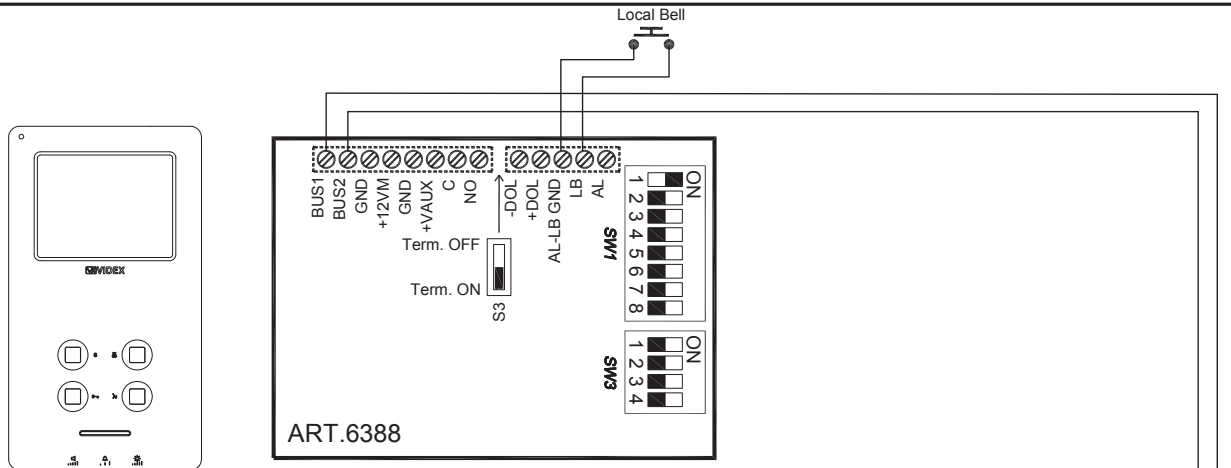 Local Bell
VIDEX
BUS1
BUS2
GND
+12VM
GND
+VAUX
C
NO
-DOL
+DOL
AL-LB GND
LB
AL
Term. OFF
Term. ON
S3
SW1
ON
1
2
3
4
5
6
7
8
SW3
ON
1
2
3
4
ART.6388